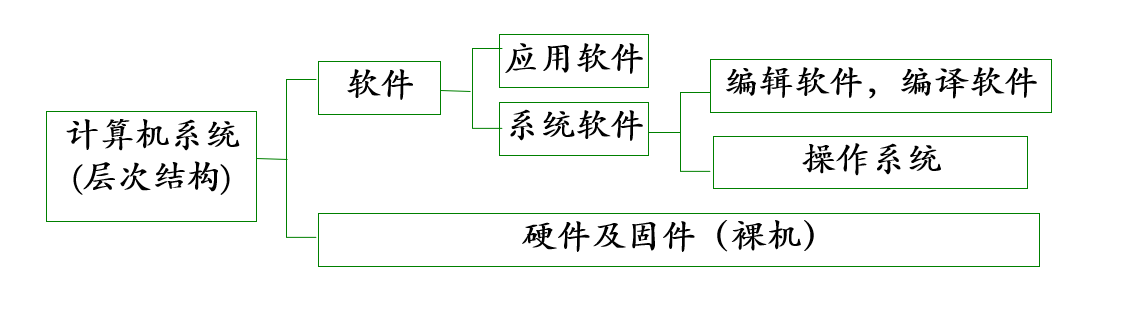 计算机系统
(层次结构)
软件
应用软件
系统软件
编辑软件，编译软件
操作系统
硬件及固件（裸机）